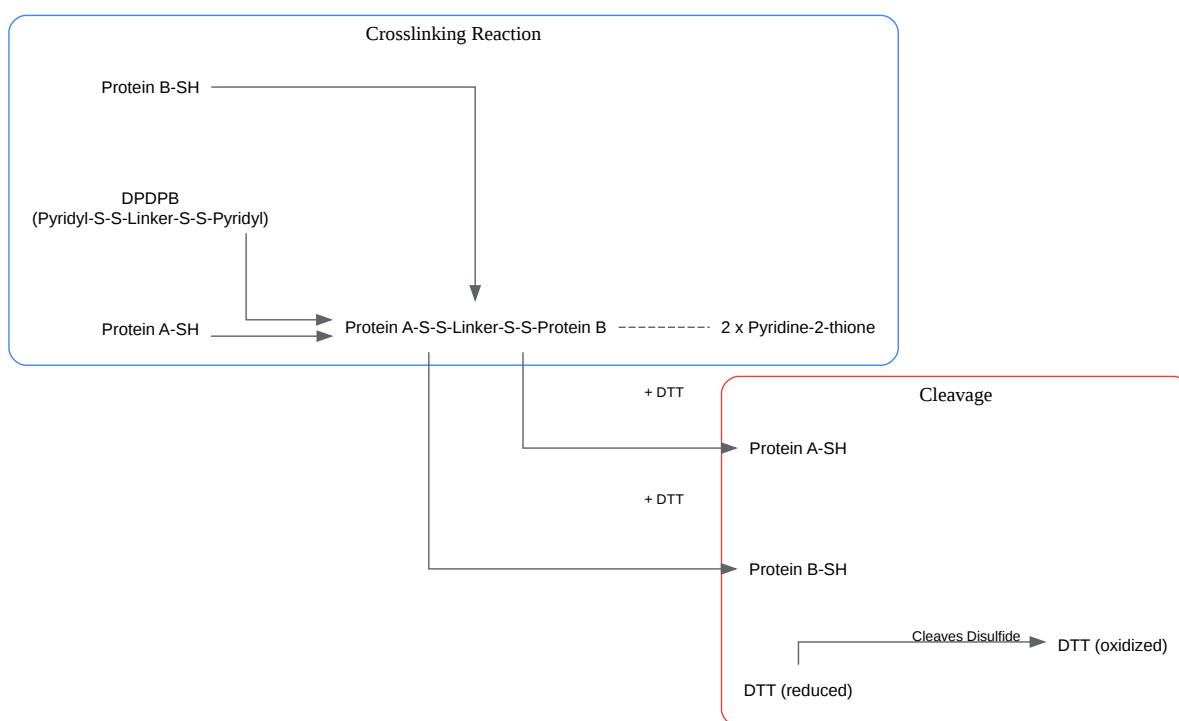 Crosslinking Reaction
Protein B-SH
DPDPB
(Pyridyl-S-S-Linker-S-S-Pyridyl)
Protein A-SH
Protein A-S-S-Linker-S-S-Protein B
2 x Pyridine-2-thione
+ DTT
Cleavage
Protein A-SH
+ DTT
Protein B-SH
Cleaves Disulfide
DTT (oxidized)
DTT (reduced)